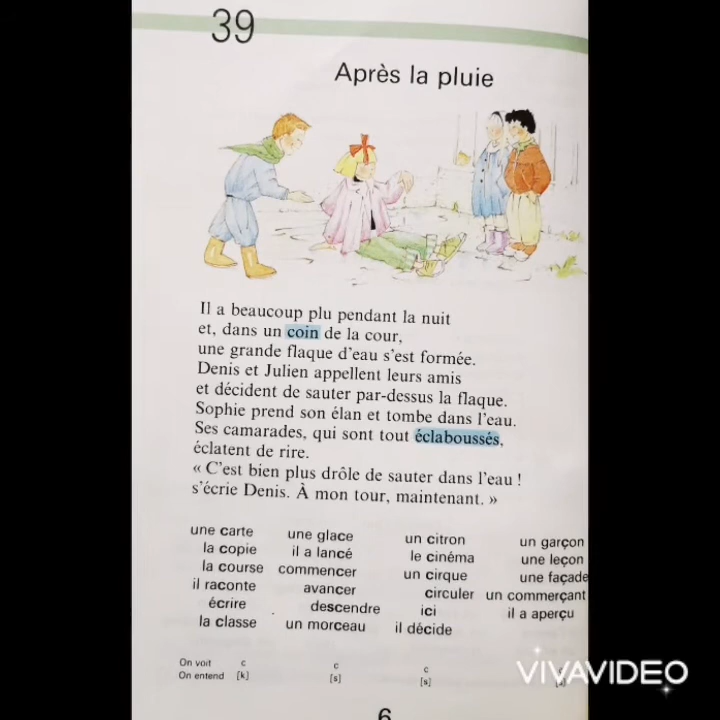 39
Après la pluie
Il a beaucoup plu pendant la nuit
et, dans un coin de la cour,
une grande flaque d'eau s'est formée.
Denis et Julien appellent leurs amis
et décident de sauter par-dessus la flaque.
Sophie prend son élan et tombe dans l'eau.
Ses camarades, qui sont tout éclaboussés,
éclatent de rire.
« C'est bien plus drôle de sauter dans l'eau !
s'écrie Denis. À mon tour, maintenant. »
une carte une glace un citron un garçon
la copie il a lancé le cinéma une leçon
la course commencer un cirque une façade
il raconte avancer circuler un commerçant
écrire descendre ici il a aperçu
la classe un morceau il décide
On voit c c c
On entend [k] [s] [s]
VIVAVIDEO
6